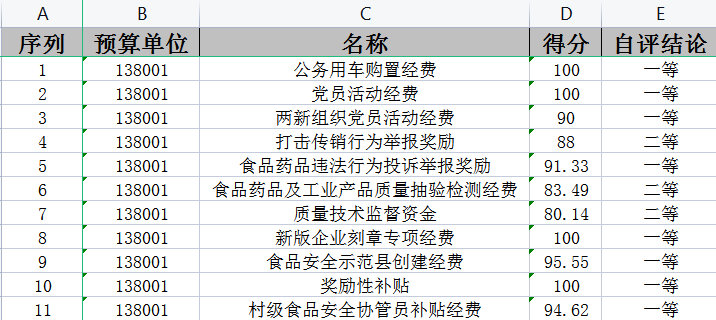 A B C D E
序列 预算单位 名称 得分 自评结论
1 138001 公务用车购置经费 100 一等
2 138001 党员活动经费 100 一等
3 138001 两新组织党员活动经费 90 一等
4 138001 打击传销行为举报奖励 88 二等
5 138001 食品药品违法行为投诉举报奖励 91.33 一等
6 138001 食品药品及工业产品质量抽验检测经费 83.49 二等
7 138001 质量技术监督资金 80.14 二等
8 138001 新版企业刻章专项经费 100 一等
9 138001 食品安全示范县创建经费 95.55 一等
10 138001 奖励性补贴 100 一等
11 138001 村级食品安全协管员补贴经费 94.62 一等